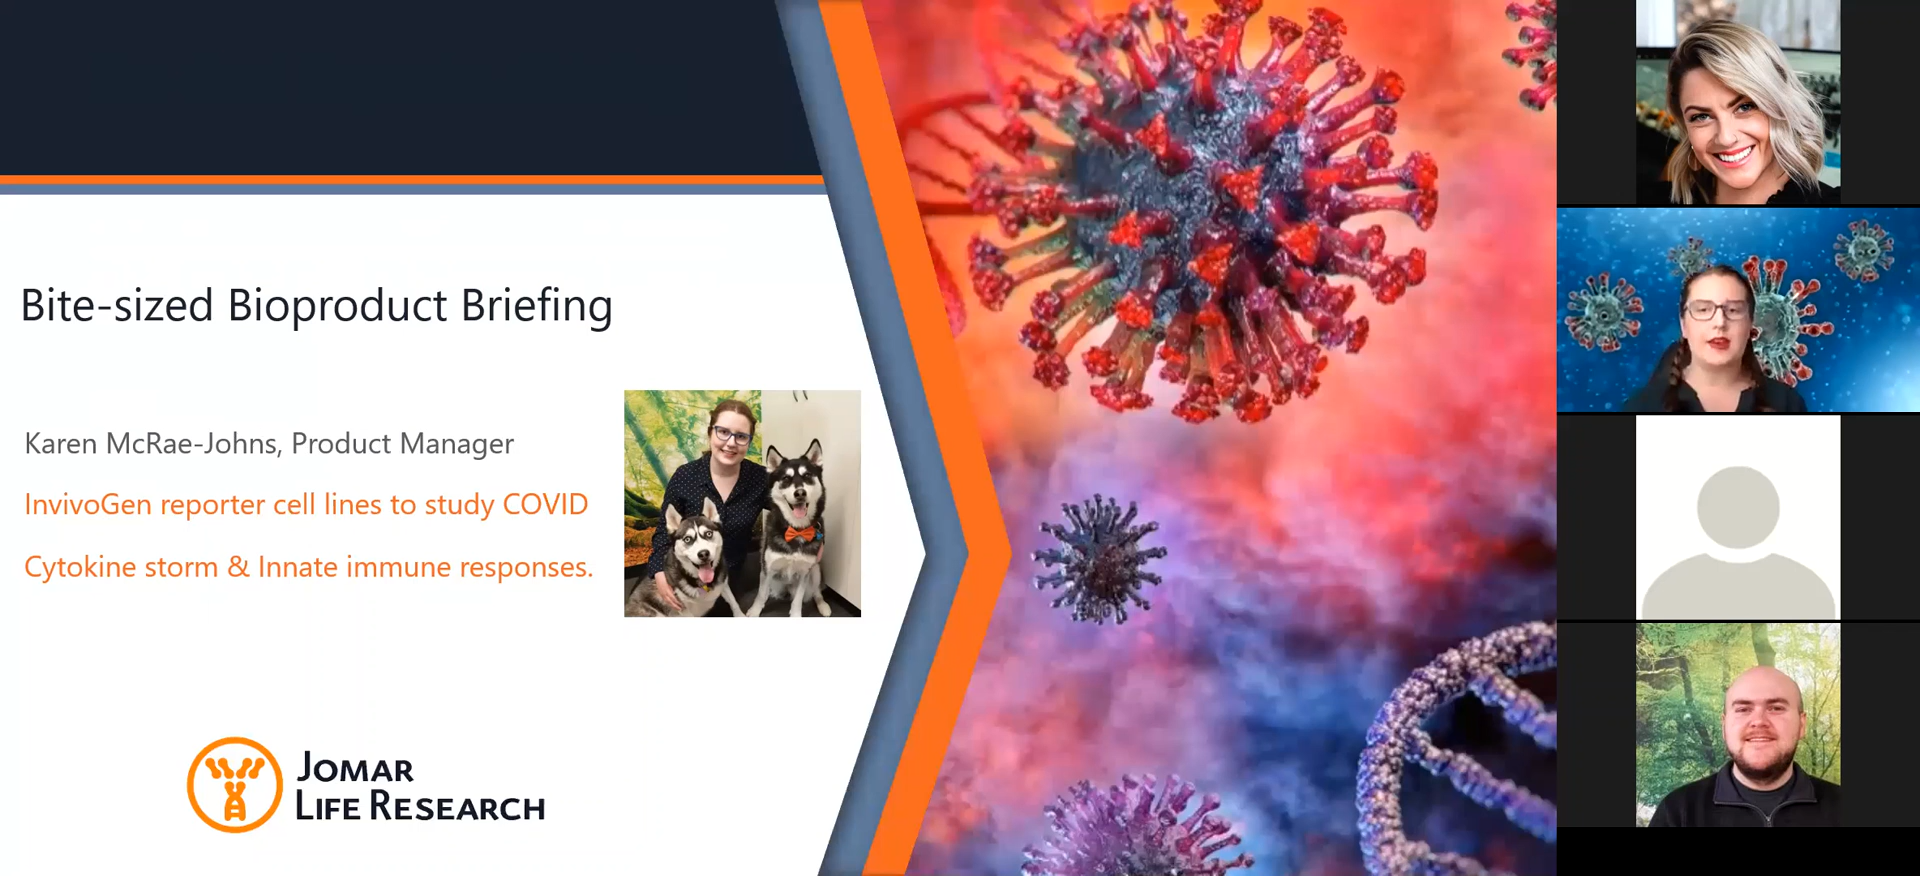 Bite-sized Bioproduct Briefing
Karen McRae-Johns, Product Manager
InvivoGen reporter cell lines to study COVID
Cytokine storm & Innate immune responses.
JOMAR
LIFE RESEARCH